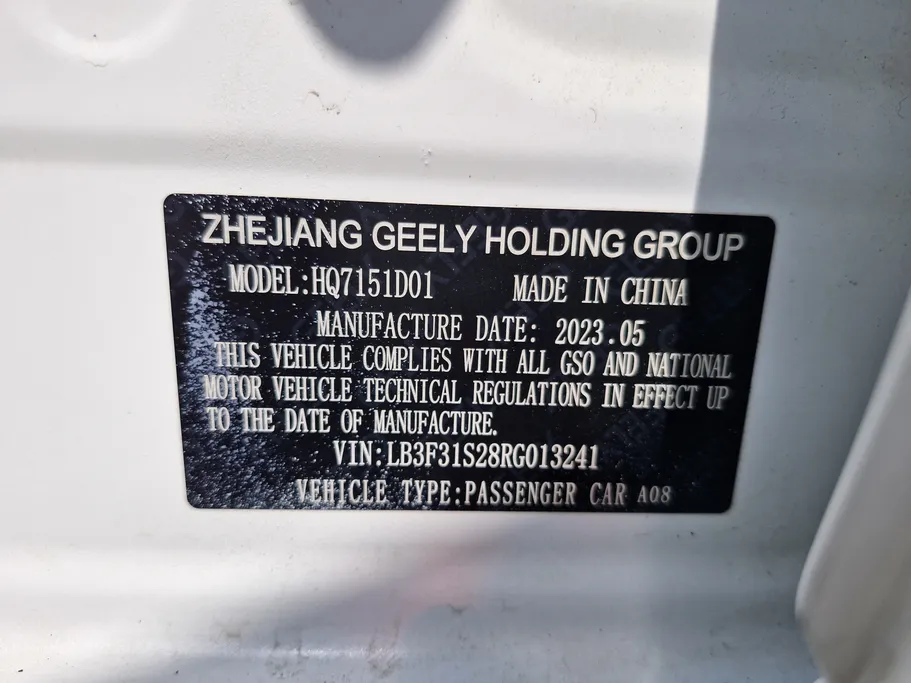 ZHEJIANG GEELY HOLDING GROUP
MODEL:HQ7151D01 MADE IN CHINA
MANUFACTURE DATE: 2023.05
THIS VEHICLE COMPLIES WITH ALL GSO AND NATIONAL
MOTOR VEHICLE TECHNICAL REGULATIONS IN EFFECT UP
TO THE DATE OF MANUFACTURE.
VIN:LB3F31S28RG013241
VEHICLE TYPE:PASSENGER CAR A08